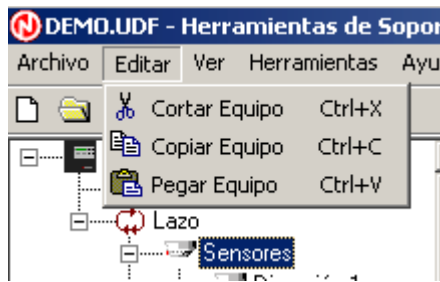 DEMO.UDF - Herramientas de Sopor
Archivo Editar Ver Herramientas Ayu
Cortar Equipo Ctrl+X
Copiar Equipo Ctrl+C
Pegar Equipo Ctrl+V
Lazo
Sensores